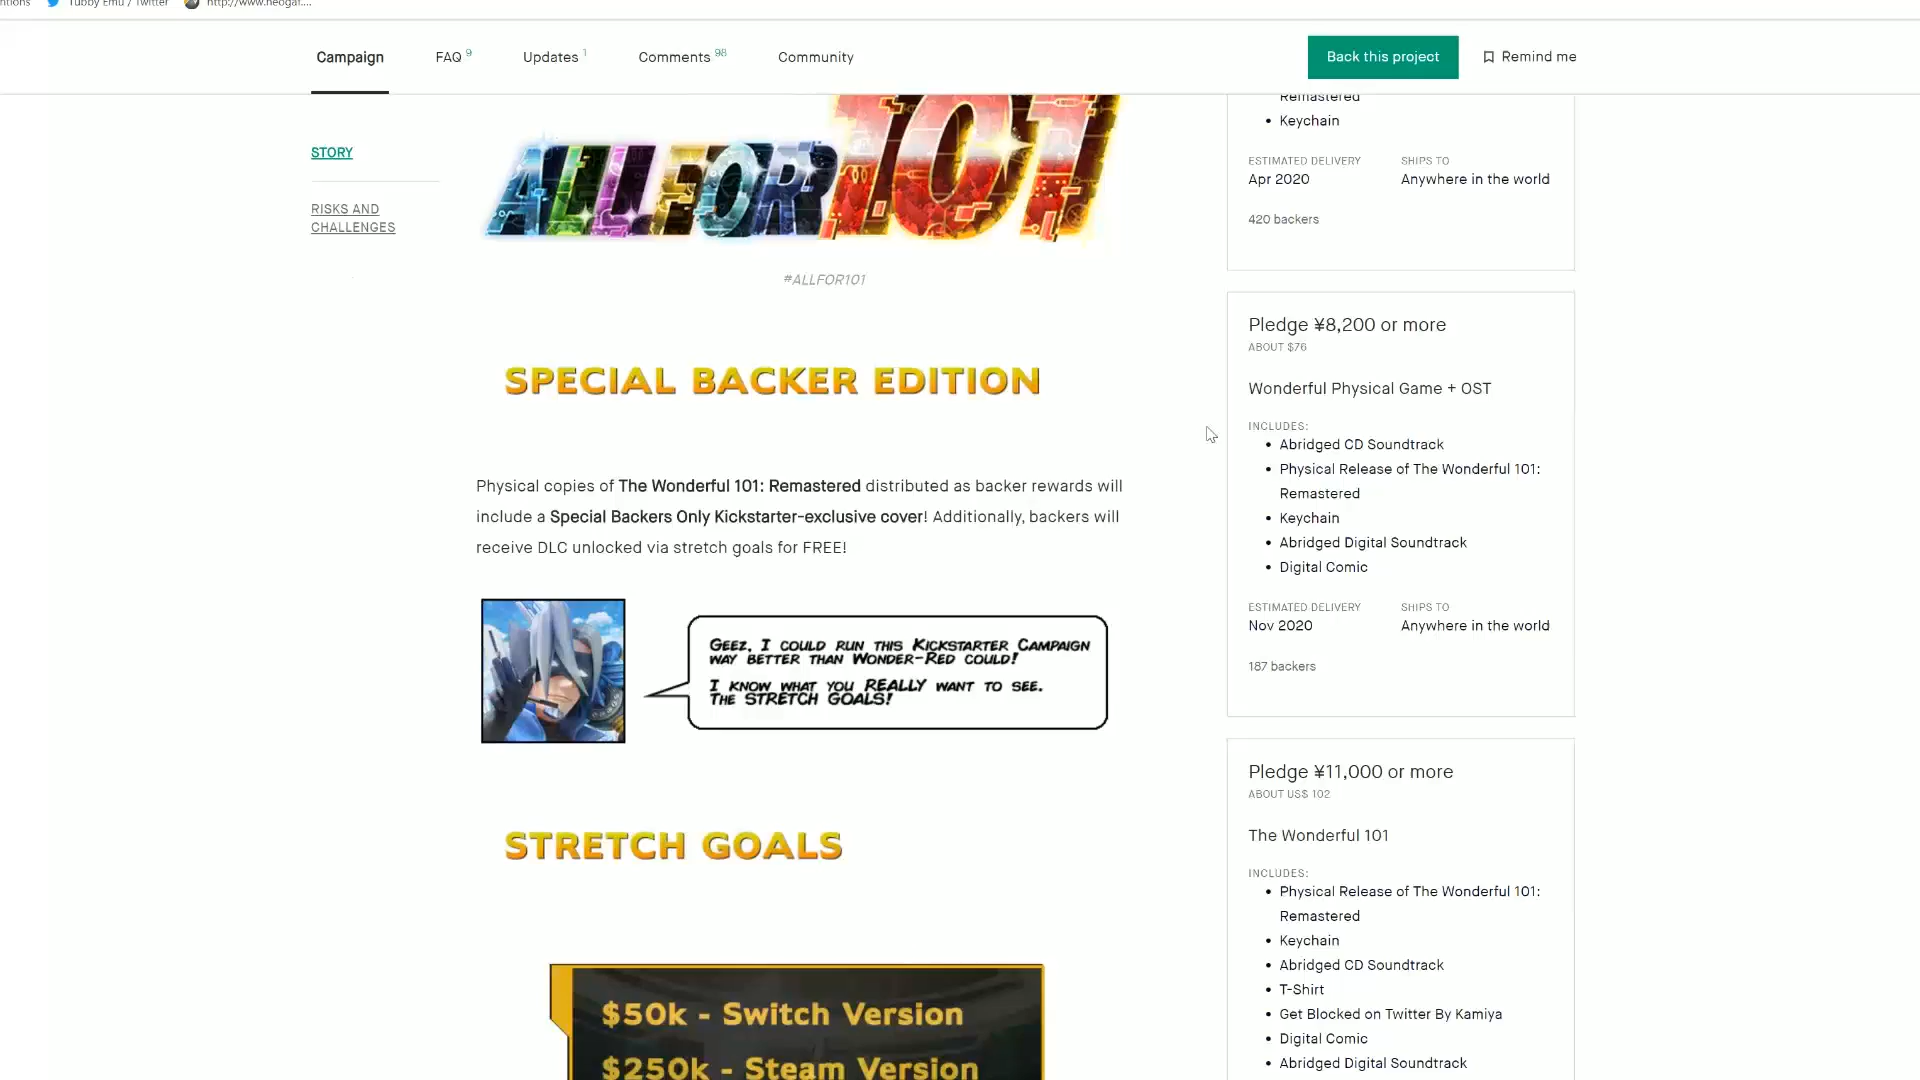 Tubby Emu / Twitter
http://www.neogaf....
Campaign
FAQ 9
Updates 1
Comments 98
Community
Back this project
Remind me
STORY
RISKS AND
CHALLENGES
ALL FOR 101
#ALLFOR101
SPECIAL BACKER EDITION
Physical copies of The Wonderful 101: Remastered distributed as backer rewards will
include a Special Backers Only Kickstarter-exclusive cover! Additionally, backers will
receive DLC unlocked via stretch goals for FREE!
GEEZ, I COULD RUN THIS KICKSTARTER CAMPAIGN
WAY BETTER THAN WONDER-RED COULD!
I KNOW WHAT YOU REALLY WANT TO SEE.
THE STRETCH GOALS!
STRETCH GOALS
$50k - Switch Version
$250k - Steam Version
Remastered
• Keychain
ESTIMATED DELIVERY
Apr 2020
SHIPS TO
Anywhere in the world
420 backers
Pledge ¥8,200 or more
ABOUT $76
Wonderful Physical Game + OST
INCLUDES:
• Abridged CD Soundtrack
• Physical Release of The Wonderful 101:
Remastered
• Keychain
• Abridged Digital Soundtrack
• Digital Comic
ESTIMATED DELIVERY
Nov 2020
SHIPS TO
Anywhere in the world
187 backers
Pledge ¥11,000 or more
ABOUT US$ 102
The Wonderful 101
INCLUDES:
• Physical Release of The Wonderful 101:
Remastered
• Keychain
• Abridged CD Soundtrack
• T-Shirt
• Get Blocked on Twitter By Kamiya
• Digital Comic
• Abridged Digital Soundtrack